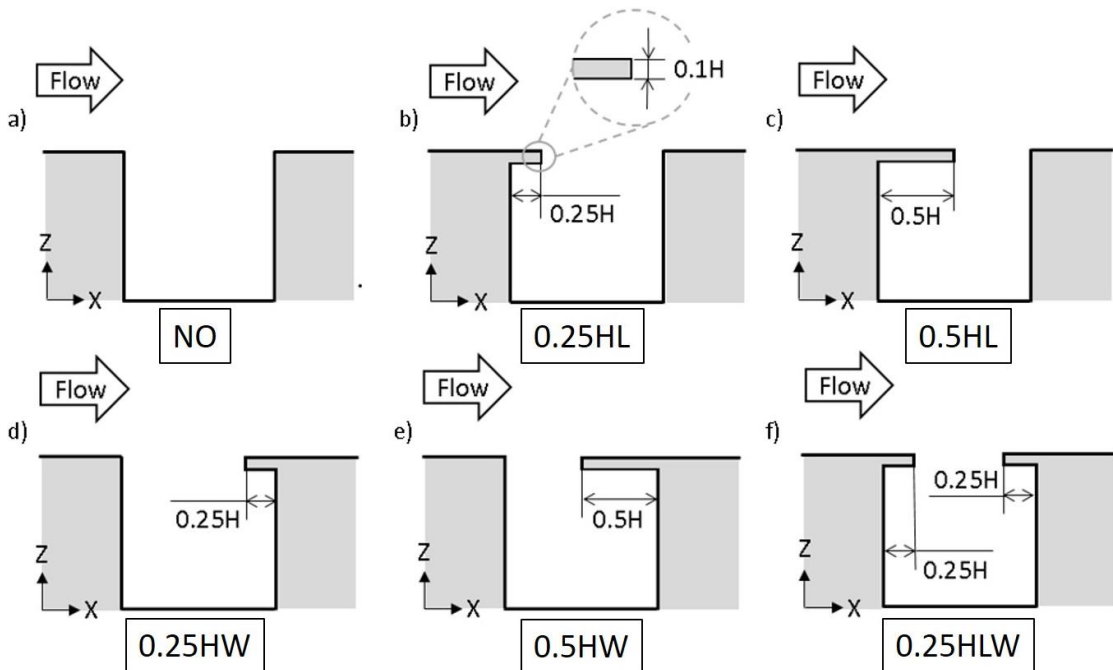 Flow
a)
Z
X
NO
Flow
b)
0.1H
0.25H
Z
X
0.25HL
Flow
c)
0.5H
Z
X
0.5HL
Flow
d)
0.25H
Z
X
0.25HW
Flow
e)
0.5H
Z
X
0.5HW
Flow
f)
0.25H
0.25H
Z
X
0.25HLW